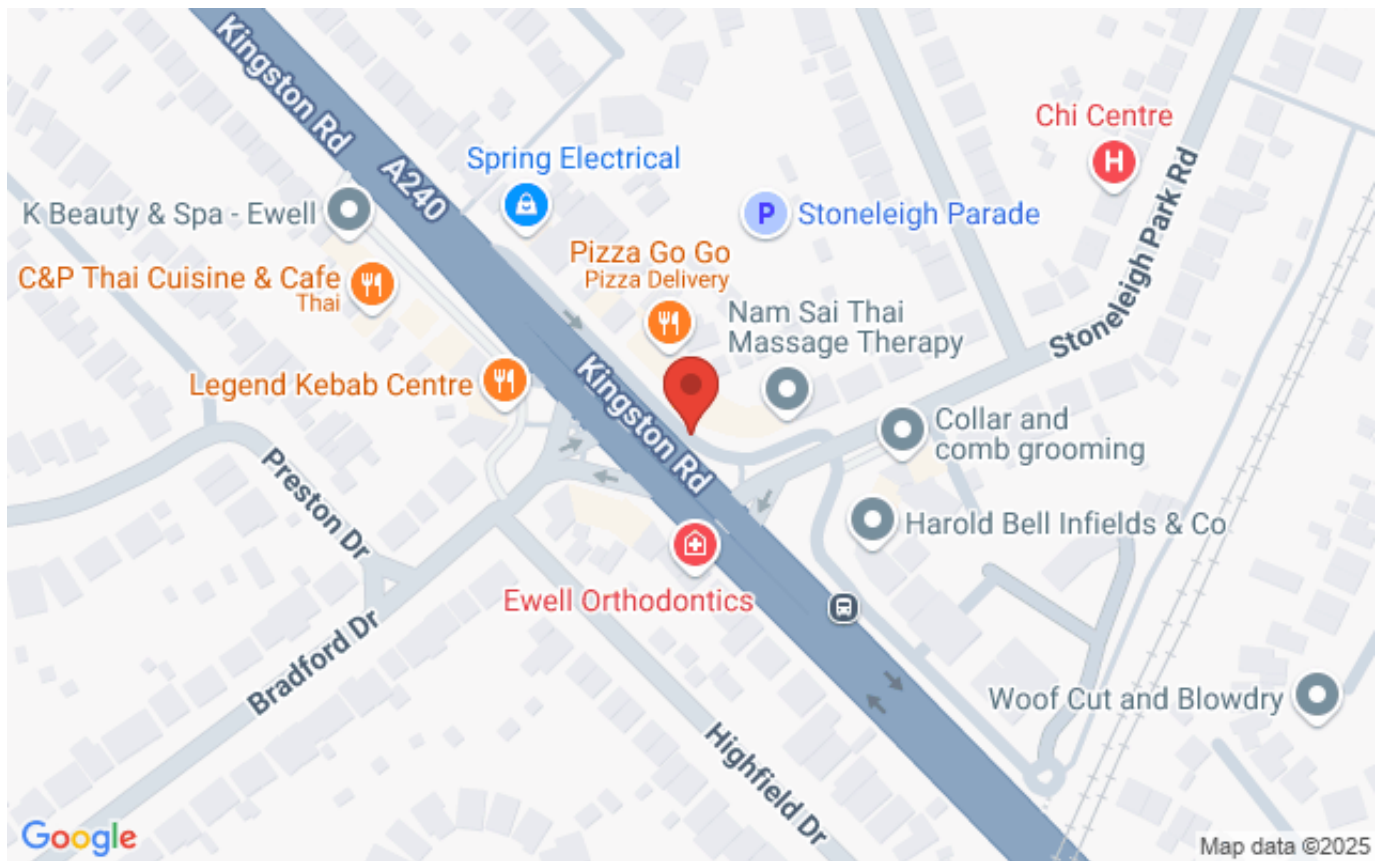 Kingston Rd
A240
Chi Centre
H
Spring Electrical
K Beauty & Spa - Ewell
P
Stoneleigh Parade
Stoneleigh Park Rd
C&P Thai Cuisine & Cafe
Thai
Pizza Go Go
Pizza Delivery
Nam Sai Thai
Massage Therapy
Legend Kebab Centre
Kingston Rd
Collar and
comb grooming
Preston Dr
Harold Bell Infields & Co
Ewell Orthodontics
Bradford Dr
Woof Cut and Blowdry
Highfield Dr
Google
Map data ©2025